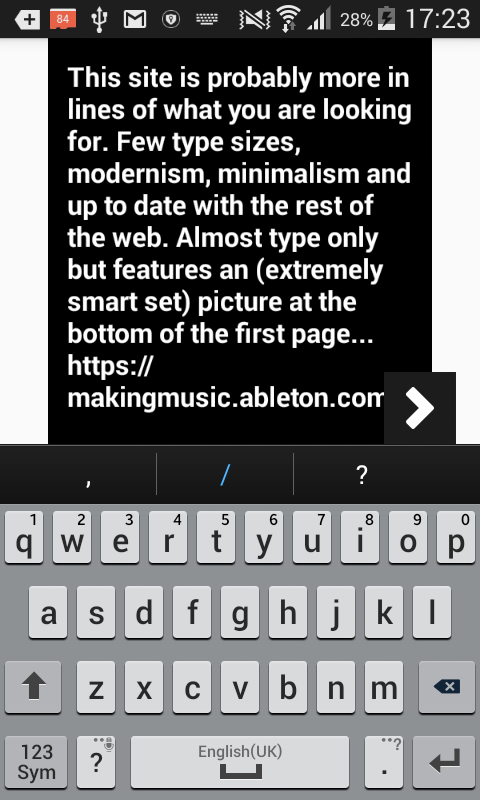 84
28%
17:23
This site is probably more in
lines of what you are looking
for. Few type sizes,
modernism, minimalism and
up to date with the rest of
the web. Almost type only
but features an (extremely
smart set) picture at the
bottom of the first page...
https://
makingmusic.ableton.com
, / ?
1 2 3 4 5 6 7 8 9 0
q w e r t y u i o p
a s d f g h j k l
z x c v b n m
123
Sym
?
English(UK)
. ?